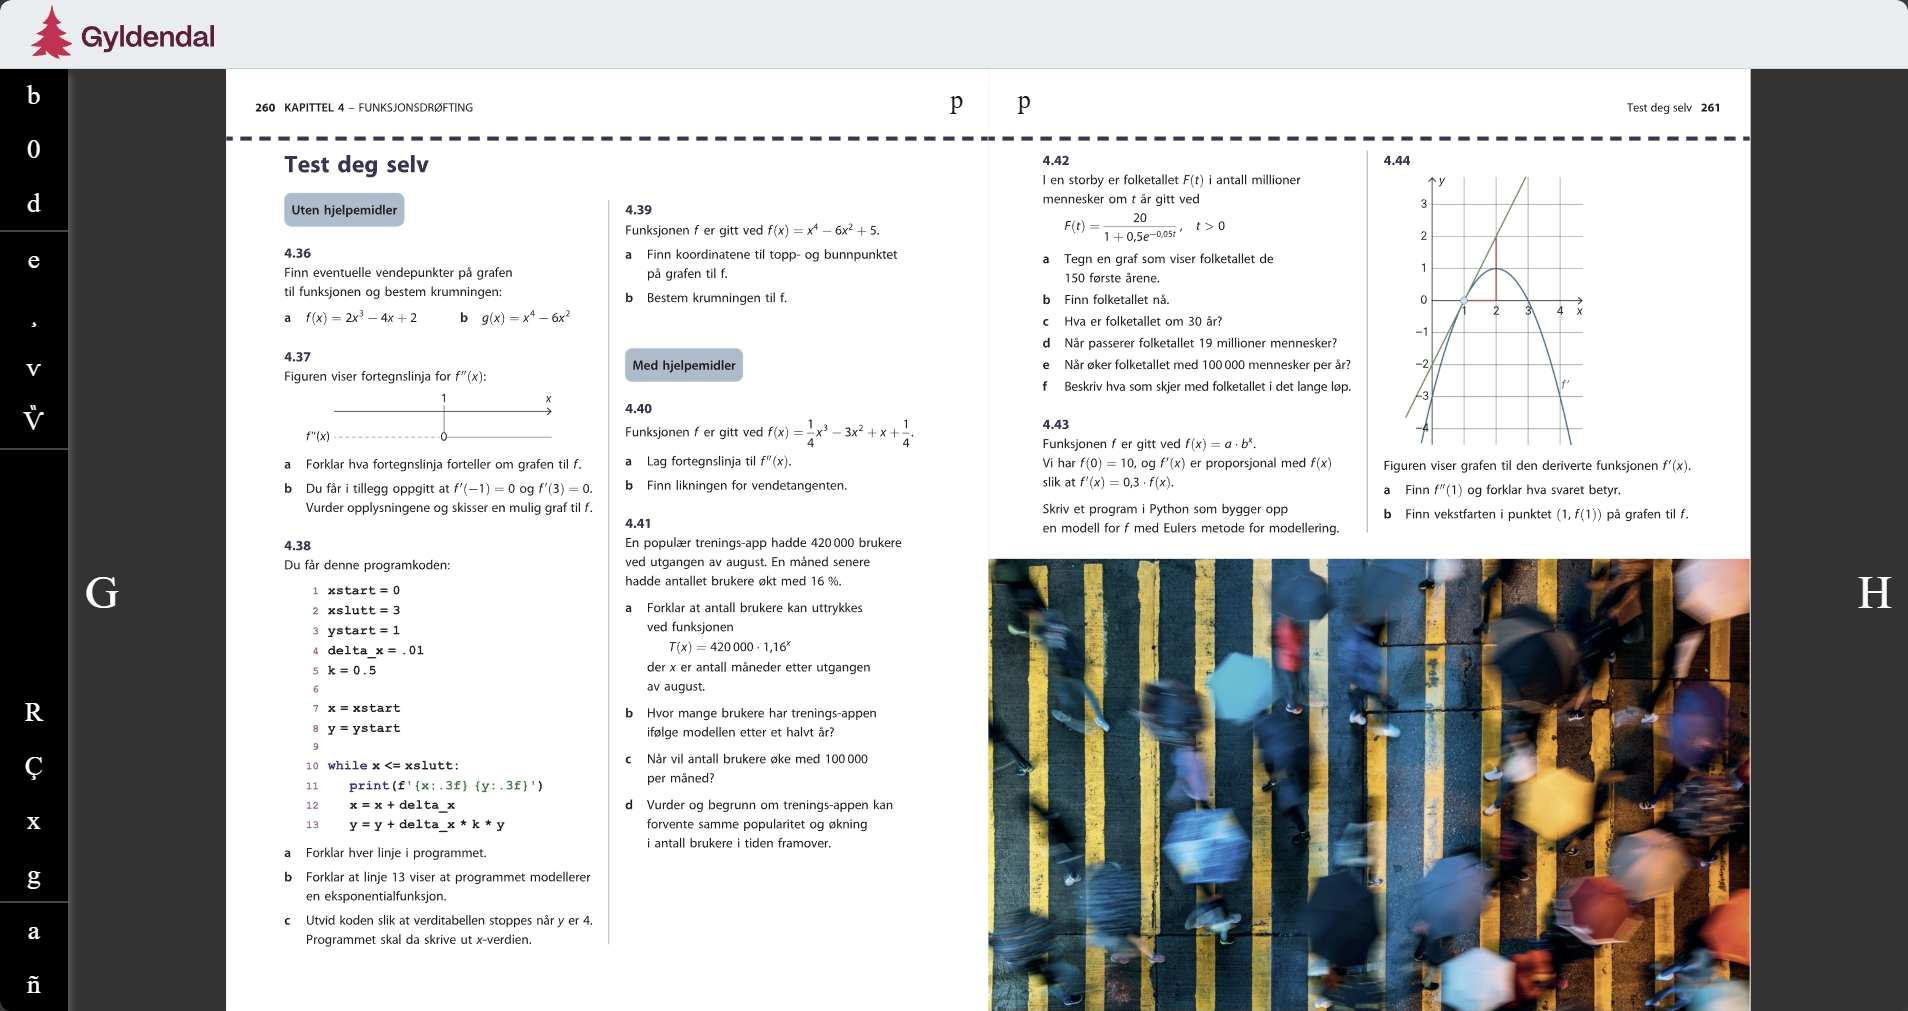 Gyldendal
b
0
d
e
¸
v
R
Ç
x
g
a
ñ
G
H
260 KAPITTEL 4 – FUNKSJONSDRØFTING
p
Test deg selv
Uten hjelpemidler
4.36
Finn eventuelle vendepunkter på grafen
til funksjonen og bestem krumningen:
a f(x) = 2x³ − 4x + 2 b g(x) = x⁴ − 6x²
4.37
Figuren viser fortegnslinja for f″(x):
1 x
f″(x) 0
a Forklar hva fortegnslinja forteller om grafen til f.
b Du får i tillegg oppgitt at f′(−1) = 0 og f′(3) = 0.
Vurder opplysningene og skisser en mulig graf til f.
4.38
Du får denne programkoden:
1 xstart = 0
2 xslutt = 3
3 ystart = 1
4 delta_x = .01
5 k = 0.5
6
7 x = xstart
8 y = ystart
9
10 while x <= xslutt:
11 print(f'{x:.3f} {y:.3f}')
12 x = x + delta_x
13 y = y + delta_x * k * y
a Forklar hver linje i programmet.
b Forklar at linje 13 viser at programmet modellerer
en eksponentialfunksjon.
c Utvid koden slik at verditabellen stoppes når y er 4.
Programmet skal da skrive ut x-verdien.
4.39
Funksjonen f er gitt ved f(x) = x⁴ − 6x² + 5.
a Finn koordinatene til topp- og bunnpunktet
på grafen til f.
b Bestem krumningen til f.
Med hjelpemidler
4.40
Funksjonen f er gitt ved f(x) = 1/4 x³ − 3x² + x + 1/4.
a Lag fortegnslinja til f″(x).
b Finn likningen for vendetangenten.
4.41
En populær trenings-app hadde 420 000 brukere
ved utgangen av august. En måned senere
hadde antallet brukere økt med 16 %.
a Forklar at antall brukere kan uttrykkes
ved funksjonen
T(x) = 420 000 · 1,16ˣ
der x er antall måneder etter utgangen
av august.
b Hvor mange brukere har trenings-appen
ifølge modellen etter et halvt år?
c Når vil antall brukere øke med 100 000
per måned?
d Vurder og begrunn om trenings-appen kan
forvente samme popularitet og økning
i antall brukere i tiden framover.
p
Test deg selv 261
4.42
I en storby er folketallet F(t) i antall millioner
mennesker om t år gitt ved
F(t) = 20 / (1 + 0,5e^−0,05t), t > 0
a Tegn en graf som viser folketallet de
150 første årene.
b Finn folketallet nå.
c Hva er folketallet om 30 år?
d Når passerer folketallet 19 millioner mennesker?
e Når øker folketallet med 100 000 mennesker per år?
f Beskriv hva som skjer med folketallet i det lange løp.
4.43
Funksjonen f er gitt ved f(x) = a · bˣ.
Vi har f(0) = 10, og f′(x) er proporsjonal med f(x)
slik at f′(x) = 0,3 · f(x).
Skriv et program i Python som bygger opp
en modell for f med Eulers metode for modellering.
4.44
y
3
2
1
0
1 2 3 4 x
−1
−2
f′
−3
−4
Figuren viser grafen til den deriverte funksjonen f′(x).
a Finn f″(1) og forklar hva svaret betyr.
b Finn vekstfarten i punktet (1, f(1)) på grafen til f.